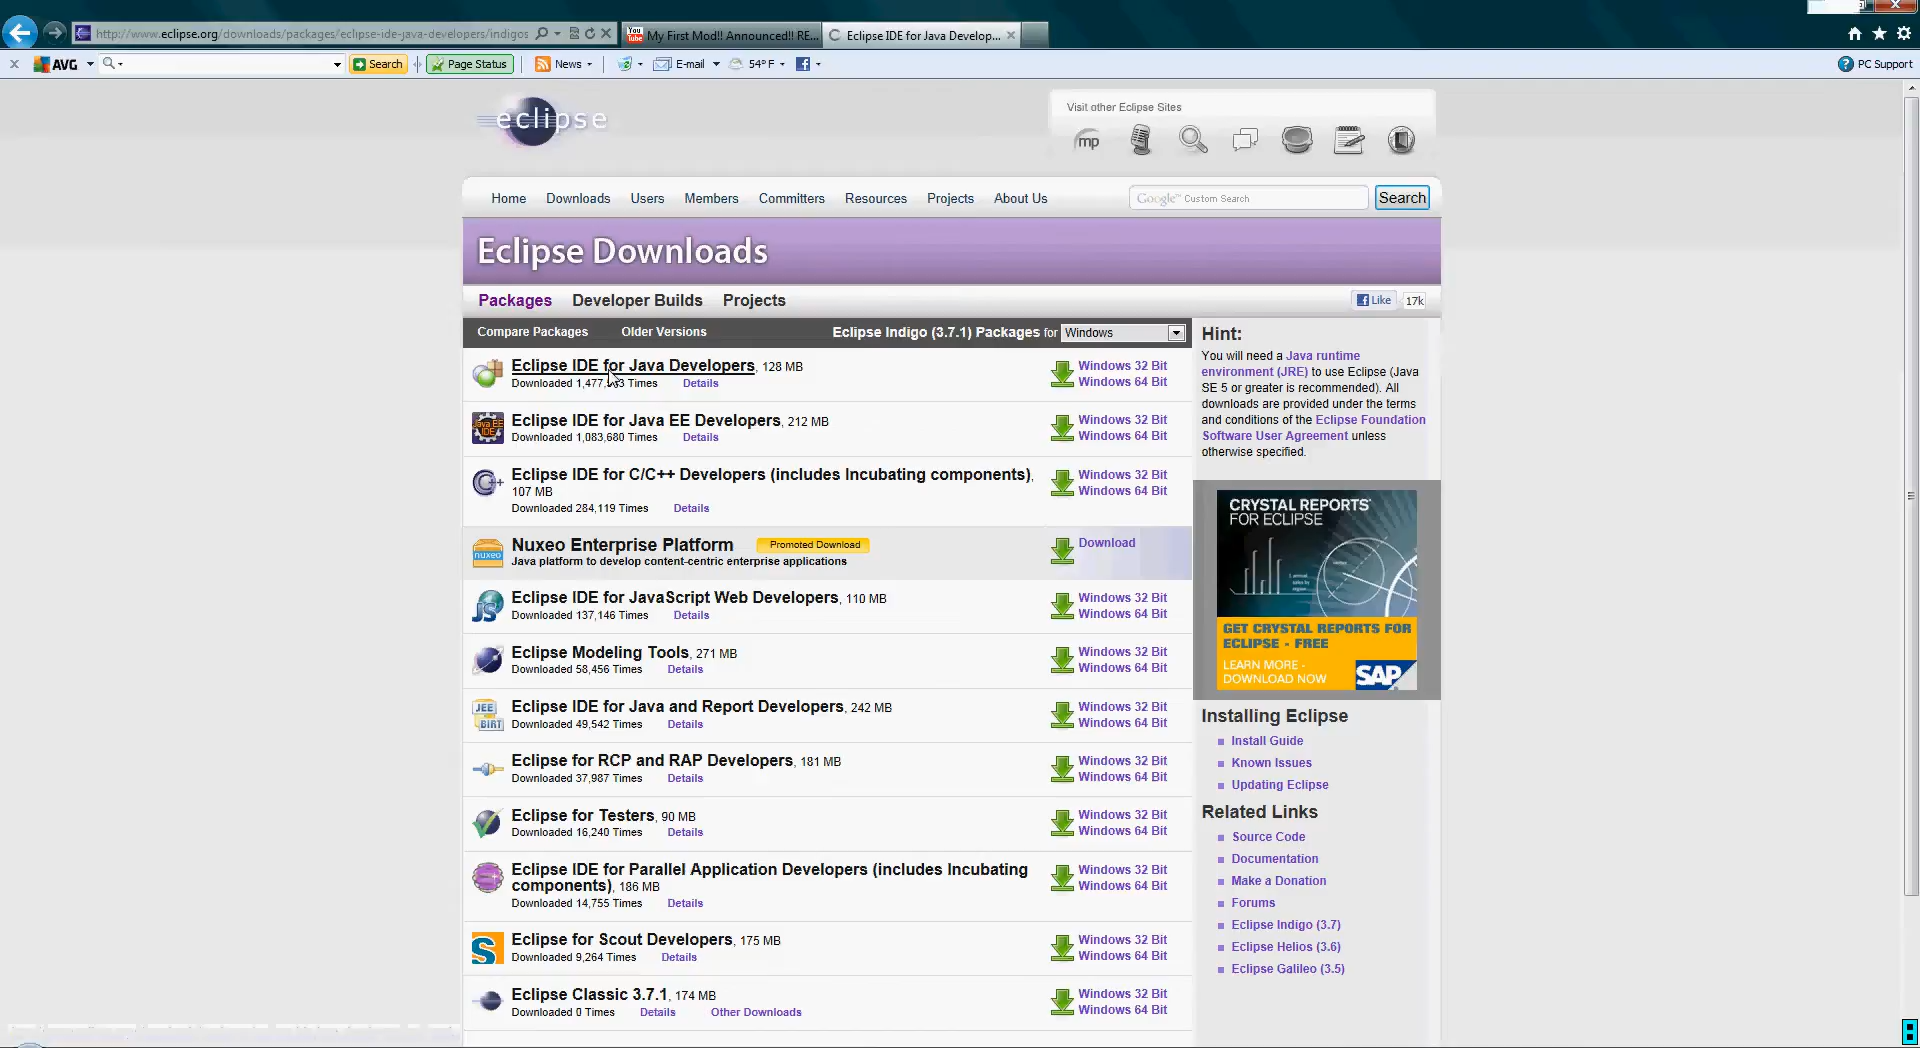 http://www.eclipse.org/downloads/packages/eclipse-ide-java-developers/indigos
My First Mod!! Announced!! RE...
Eclipse IDE for Java Develop...
AVG
Search
Page Status
News
E-mail
54°F
PC Support
eclipse
Visit other Eclipse Sites
mp
Home
Downloads
Users
Members
Committers
Resources
Projects
About Us
Google™ Custom Search
Search
Eclipse Downloads
Packages
Developer Builds
Projects
Like
17k
Compare Packages
Older Versions
Eclipse Indigo (3.7.1) Packages for
Windows
Eclipse IDE for Java Developers, 128 MB
Downloaded Times
Details
Windows 32 Bit
Windows 64 Bit
Eclipse IDE for Java EE Developers, 212 MB
Downloaded 1,083,680 Times
Details
Windows 32 Bit
Windows 64 Bit
Eclipse IDE for C/C++ Developers (includes Incubating components),
107 MB
Downloaded 284,119 Times
Details
Windows 32 Bit
Windows 64 Bit
nuxeo
Nuxeo Enterprise Platform
Promoted Download
Java platform to develop content-centric enterprise applications
Download
Eclipse IDE for JavaScript Web Developers, 110 MB
Downloaded 137,146 Times
Details
Windows 32 Bit
Windows 64 Bit
Eclipse Modeling Tools, 271 MB
Downloaded 58,456 Times
Details
Windows 32 Bit
Windows 64 Bit
Eclipse IDE for Java and Report Developers, 242 MB
Downloaded 49,542 Times
Details
Windows 32 Bit
Windows 64 Bit
Eclipse for RCP and RAP Developers, 181 MB
Downloaded 37,987 Times
Details
Windows 32 Bit
Windows 64 Bit
Eclipse for Testers, 90 MB
Downloaded 16,240 Times
Details
Windows 32 Bit
Windows 64 Bit
Eclipse IDE for Parallel Application Developers (includes Incubating
components), 186 MB
Downloaded 14,755 Times
Details
Windows 32 Bit
Windows 64 Bit
Eclipse for Scout Developers, 175 MB
Downloaded 9,264 Times
Details
Windows 32 Bit
Windows 64 Bit
Eclipse Classic 3.7.1, 174 MB
Downloaded 0 Times
Details
Other Downloads
Windows 32 Bit
Windows 64 Bit
Hint:
You will need a Java runtime
environment (JRE) to use Eclipse (Java
SE 5 or greater is recommended). All
downloads are provided under the terms
and conditions of the Eclipse Foundation
Software User Agreement unless
otherwise specified.
CRYSTAL REPORTS
FOR ECLIPSE
GET CRYSTAL REPORTS FOR
ECLIPSE - FREE
LEARN MORE -
DOWNLOAD NOW
SAP
Installing Eclipse
Install Guide
Known Issues
Updating Eclipse
Related Links
Source Code
Documentation
Make a Donation
Forums
Eclipse Indigo (3.7)
Eclipse Helios (3.6)
Eclipse Galileo (3.5)